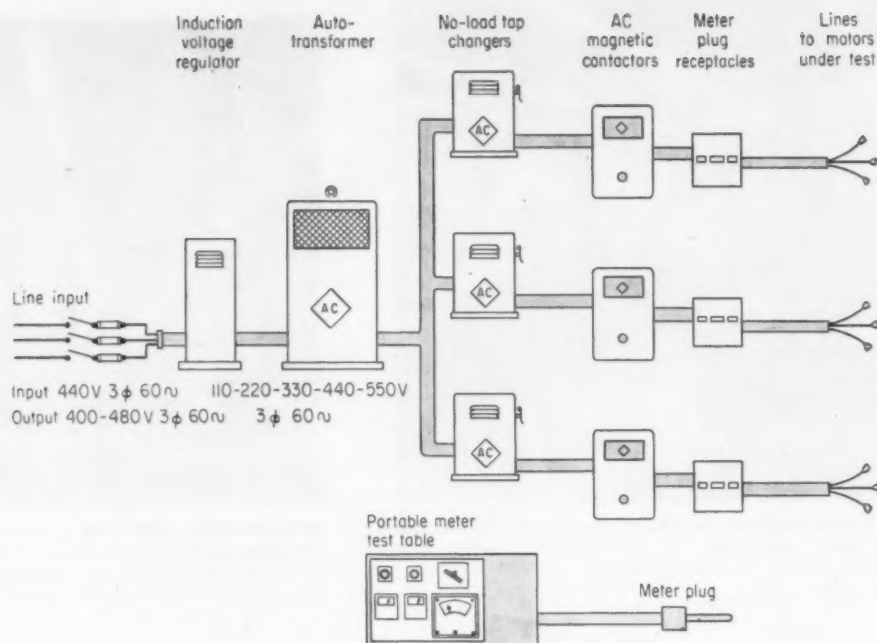 Induction
voltage
regulator
Auto-
transformer
No-load tap
changers
AC
magnetic
contactors
Meter
plug
receptacles
Lines
to motors
under test
AC
AC
AC
AC
Line input
Input 440V 3ϕ 60~
Output 400-480V 3ϕ 60~
110-220-330-440-550V
3ϕ 60~
Portable meter
test table
Meter plug